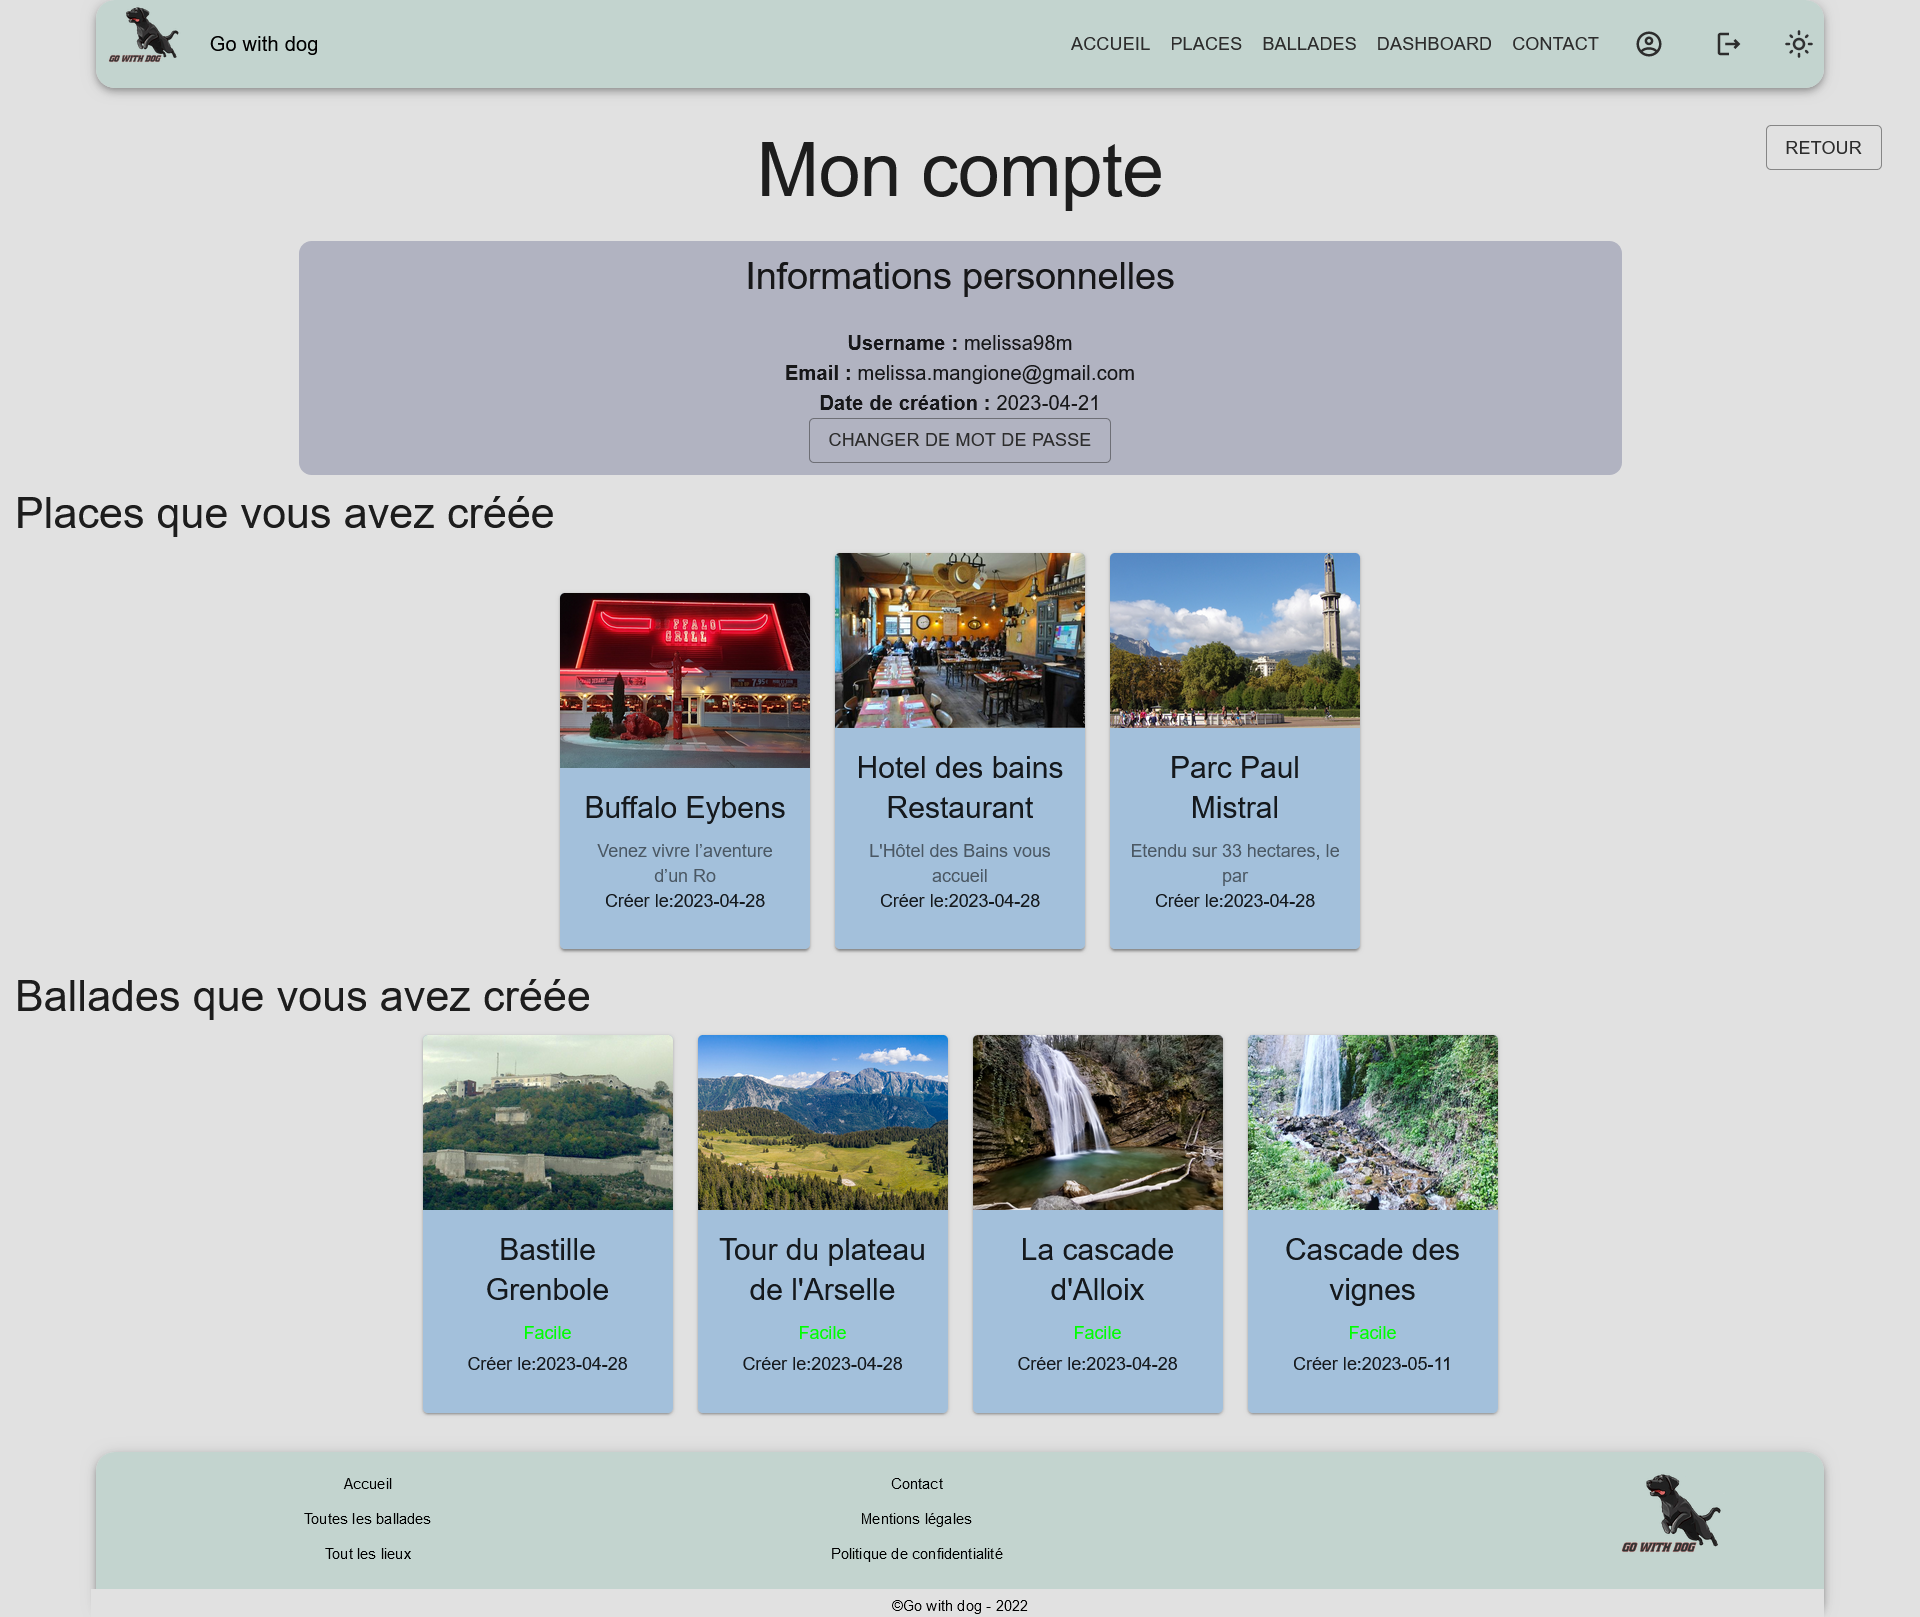 GO WITH DOG
Go with dog
ACCUEIL PLACES BALLADES DASHBOARD CONTACT
RETOUR
Mon compte
Informations personnelles
Username : melissa98m
Email : melissa.mangione@gmail.com
Date de création : 2023-04-21
CHANGER DE MOT DE PASSE
Places que vous avez créée
FFALO
GRILL
Buffalo Eybens
Venez vivre l'aventure
d'un Ro
Créer le:2023-04-28
Hotel des bains
Restaurant
L'Hôtel des Bains vous
accueil
Créer le:2023-04-28
Parc Paul
Mistral
Etendu sur 33 hectares, le
par
Créer le:2023-04-28
Ballades que vous avez créée
Bastille
Grenbole
Facile
Créer le:2023-04-28
Tour du plateau
de l'Arselle
Facile
Créer le:2023-04-28
La cascade
d'Alloix
Facile
Créer le:2023-04-28
Cascade des
vignes
Facile
Créer le:2023-05-11
Accueil
Toutes les ballades
Tout les lieux
Contact
Mentions légales
Politique de confidentialité
GO WITH DOG
©Go with dog - 2022